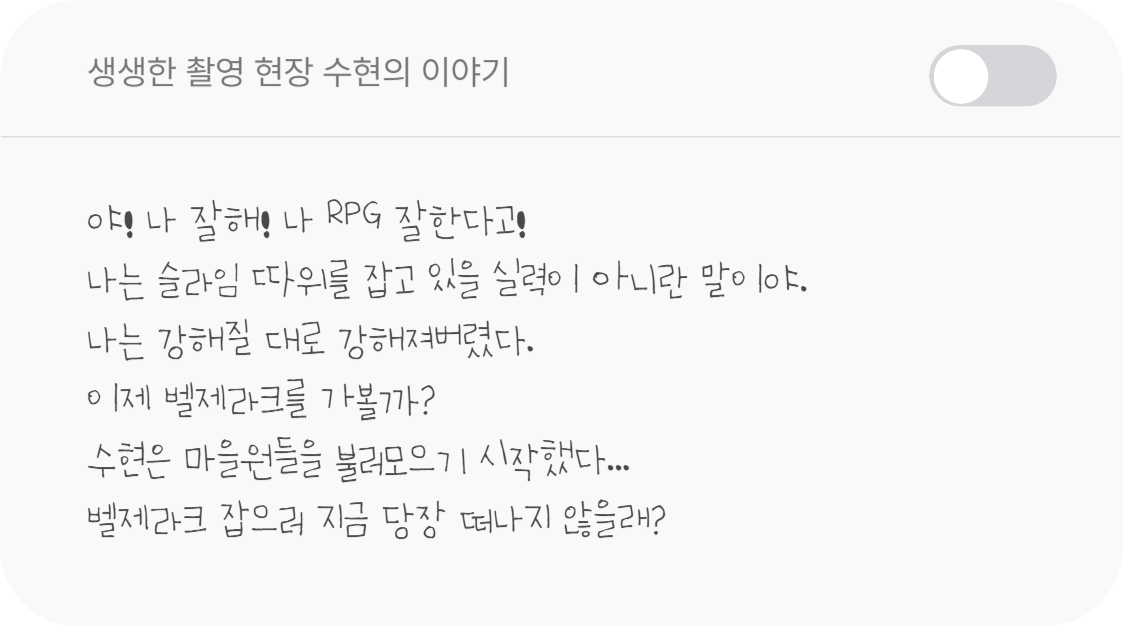 생생한 촬영 현장 수현의 이야기
야! 나 잘해! 나 RPG 잘한다고!
나는 슬라임 따위를 잡고 있을 실력이 아니란 말이야.
나는 강해질 대로 강해져버렸다.
이제 벨제라크를 가볼까?
수현은 마을원들을 불러모으기 시작했다...
벨제라크 잡으러 지금 당장 떠나지 않을래?